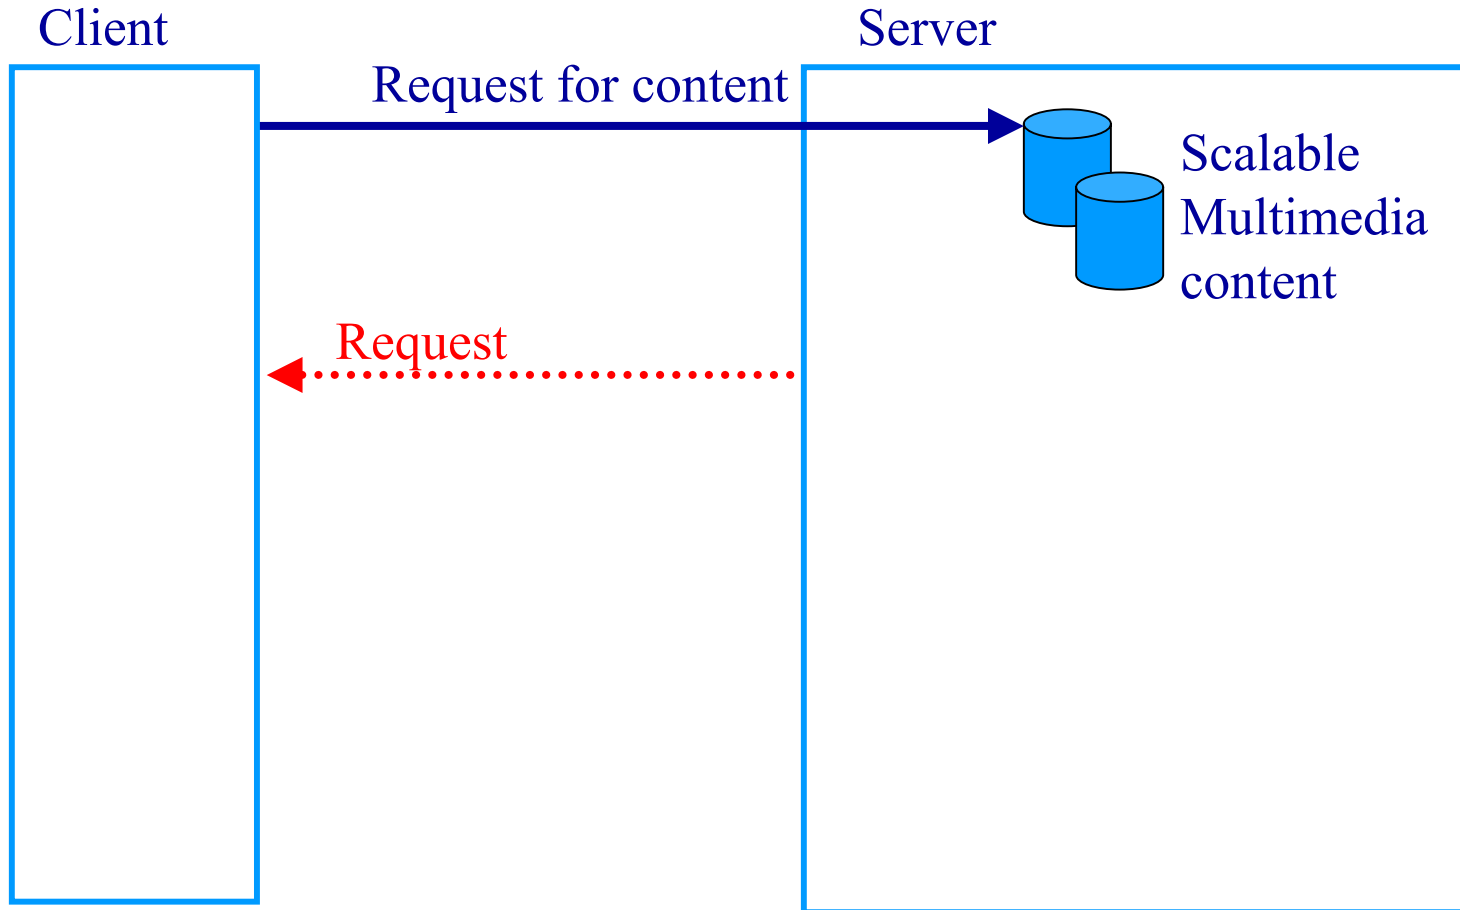 Client
Server
Request for content
Scalable
Multimedia
content
Request